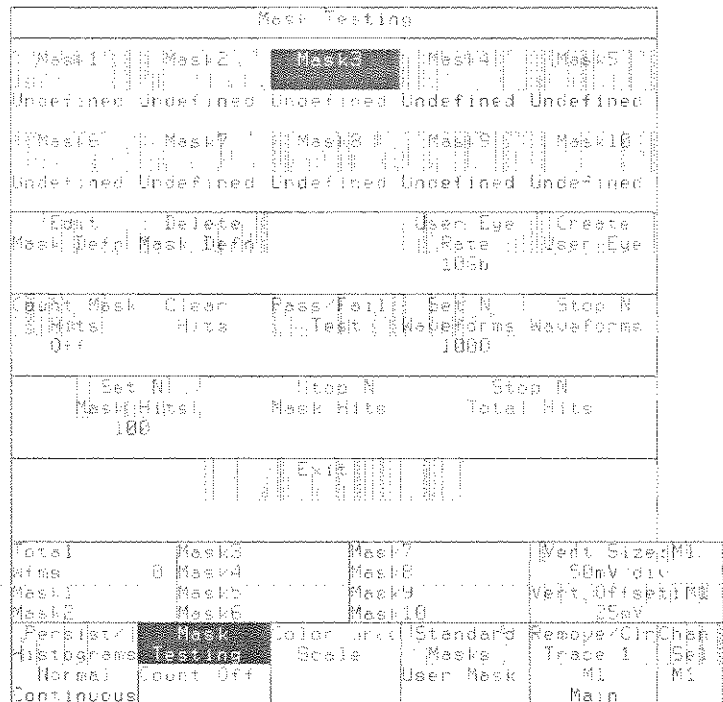 Mask Testing
Mask1 Mask2 Mask3 Mask4 Mask5
Undefined Undefined Undefined Undefined Undefined
Mask6 Mask7 Mask8 Mask9 Mask10
Undefined Undefined Undefined Undefined Undefined
Edit Delete User Eye Create
Mask Defn Mask Defn Rate User Eye
10Gb
Count Mask Clear Pass/Fail Set N Stop N
Hits Hits Test Waveforms Waveforms
Off 1000
Set N Stop N Stop N
Mask Hits Mask Hits Total Hits
100
Exit
Total Mask3 Mask7 Vert Size: M1
Wfms 0 Mask4 Mask8 50mV/div
Mask1 Mask5 Mask9 Vert Offset: M1
Mask2 Mask6 Mask10 25mV
Persist/ Mask Color Standard Remove/Clr Chan
Histograms Testing Scale Masks Trace 1 Sel
Normal Count Off User Mask M1 M1
Continuous Main